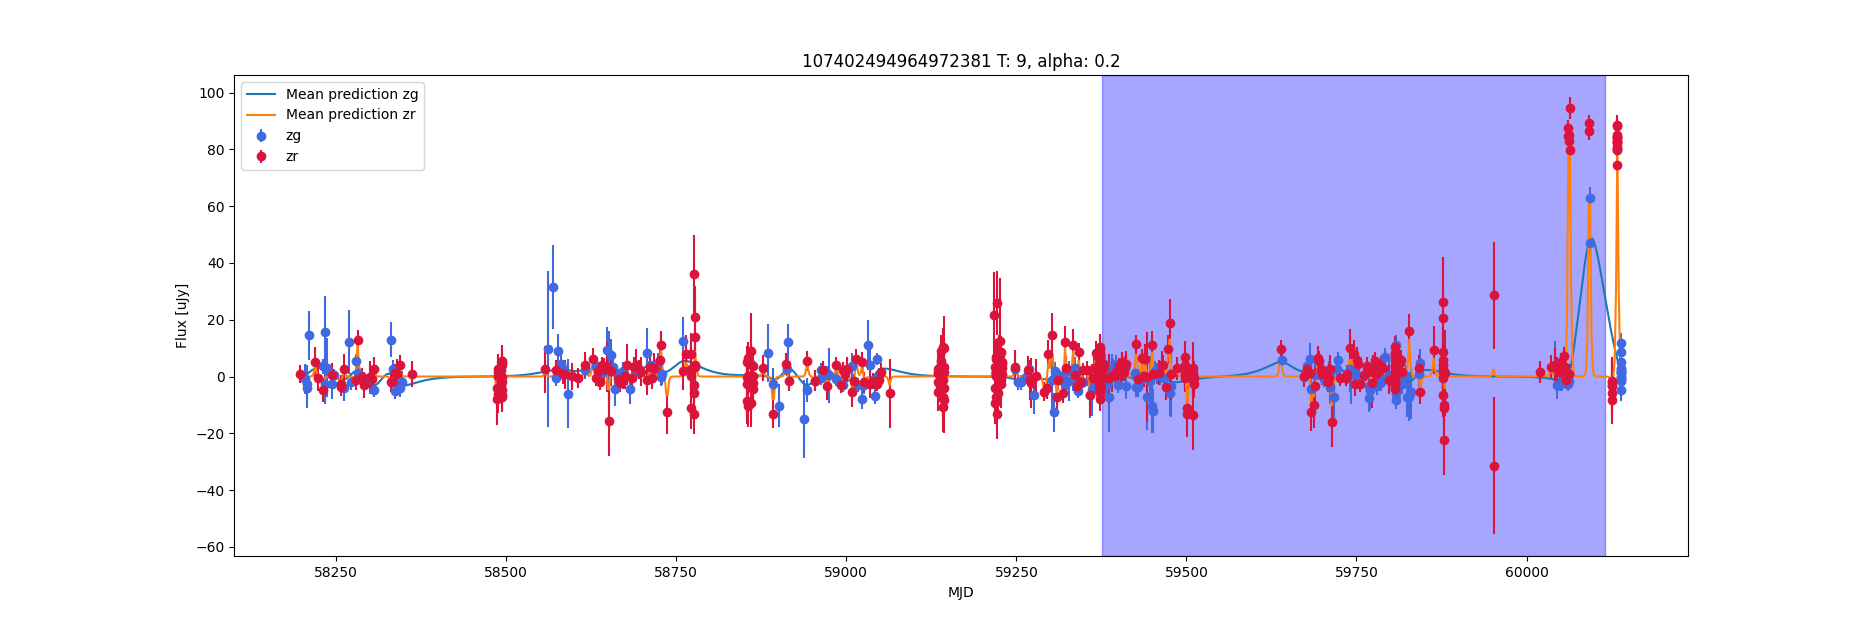 107402494964972381 T: 9, alpha: 0.2
Mean prediction zg
Mean prediction zr
zg
zr
Flux [uJy]
100
80
60
40
20
0
−20
−40
−60
58250
58500
58750
59000
59250
59500
59750
60000
MJD